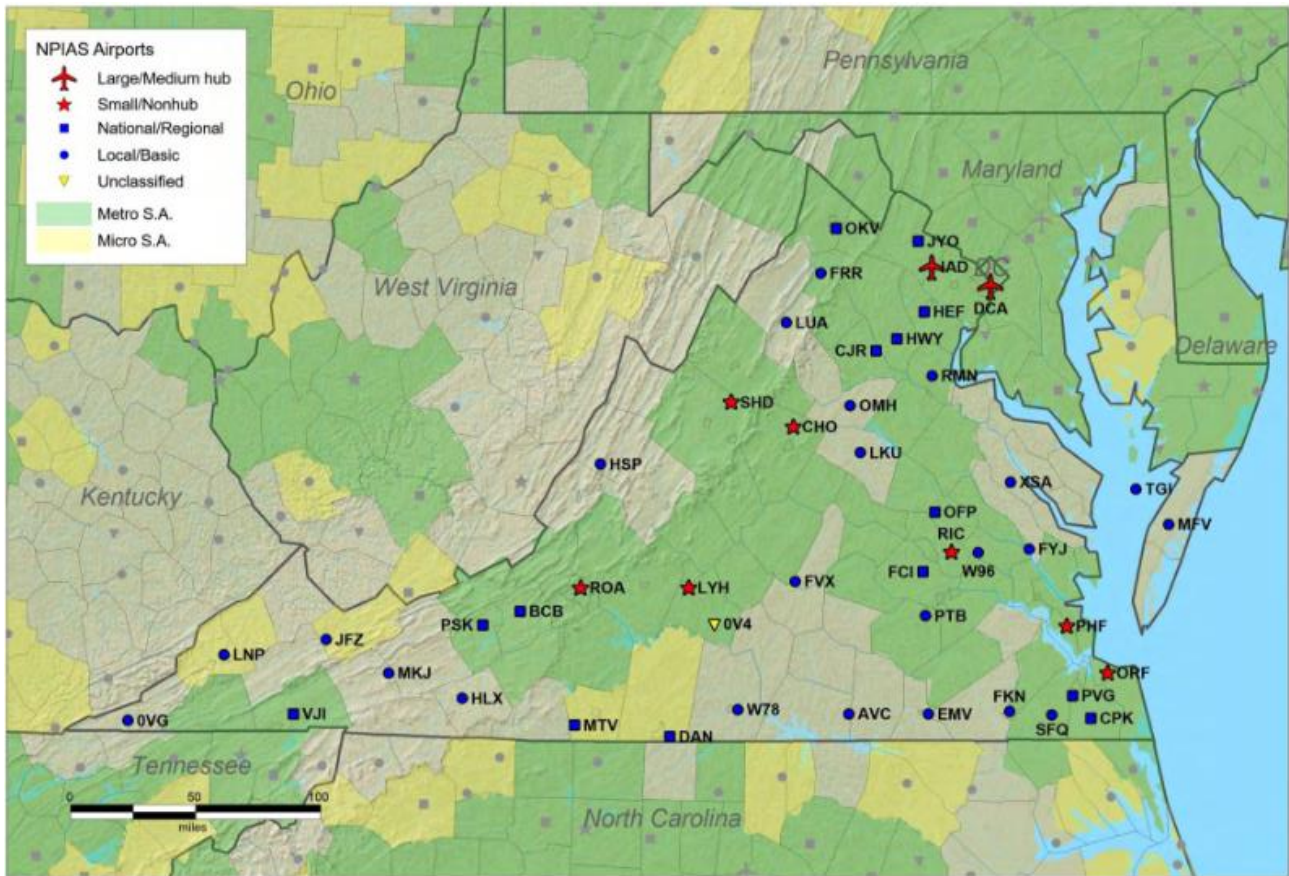 NPIAS Airports
Large/Medium hub
Small/Nonhub
National/Regional
Local/Basic
Unclassified
Metro S.A.
Micro S.A.
Ohio
Pennsylvania
Maryland
West Virginia
Delaware
Kentucky
Tennessee
North Carolina
OKV
JYO
IAD
FRR
DCA
HEF
LUA
HWY
CJR
RMN
SHD
OMH
CHO
LKU
HSP
XSA
TGI
OFP
MFV
RIC
FYJ
W96
FCI
FVX
ROA
LYH
BCB
PTB
PSK
0V4
PHF
JFZ
LNP
MKJ
ORF
HLX
PVG
FKN
W78
AVC
EMV
SFQ
CPK
0VG
VJI
MTV
DAN
0 50 100
miles